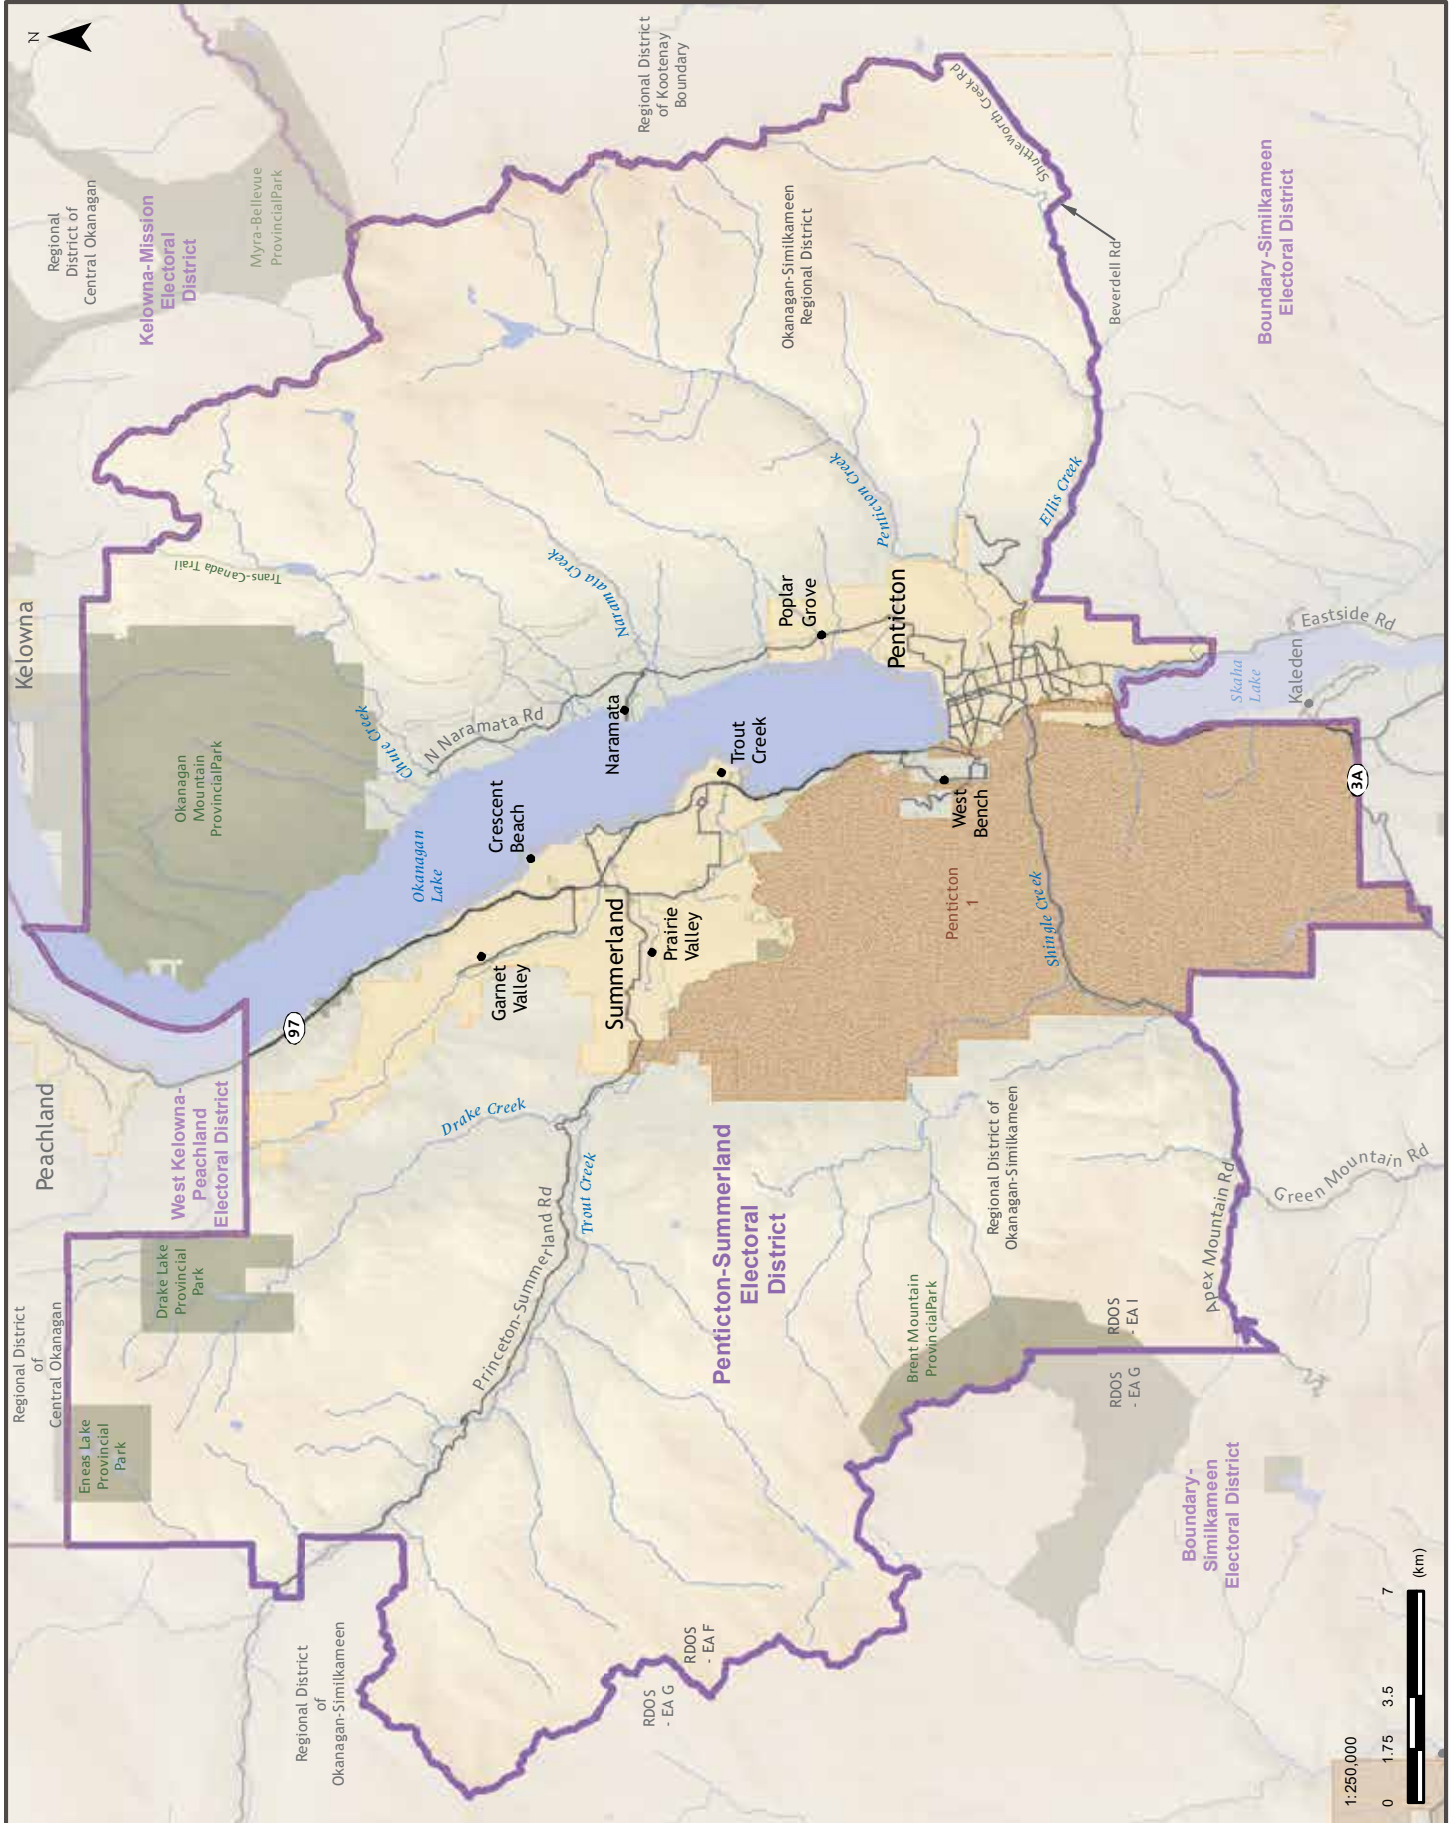 N
Regional District
of
Central Okanagan
Peachland
Kelowna
Regional
District of
Central Okanagan
Kelowna-Mission
Electoral
District
Myra-Bellevue
ProvincialPark
Regional District
of Kootenay
Boundary
Eneas Lake
Provincial
Park
Drake Lake
Provincial
Park
West Kelowna-
Peachland
Electoral District
97
Okanagan
Mountain
ProvincialPark
Trans-Canada Trail
Regional District
of
Okanagan-Similkameen
Princeton-Summerland Rd
Drake Creek
Trout Creek
Okanagan
Lake
Chute Creek
N Naramata Rd
Crescent
Beach
Garnet
Valley
Summerland
Prairie
Valley
Naramata
Naramata Creek
Trout
Creek
Poplar
Grove
Penticton
Penticton Creek
Okanagan-Similkameen
Regional District
Shuttleworth Creek Rd
Beverdell Rd
Ellis Creek
RDOS
- EA F
RDOS
- EA G
Penticton-Summerland
Electoral
District
Penticton
1
West
Bench
Shingle Creek
Regional District of
Okanagan-Similkameen
Brent Mountain
ProvincialPark
RDOS
- EA I
RDOS
- EA G
Apex Mountain Rd
Green Mountain Rd
Skaha
Lake
Kaleden
Eastside Rd
3A
Boundary-Similkameen
Electoral District
Boundary-
Similkameen
Electoral District
1:250,000
0 1.75 3.5 7
(km)